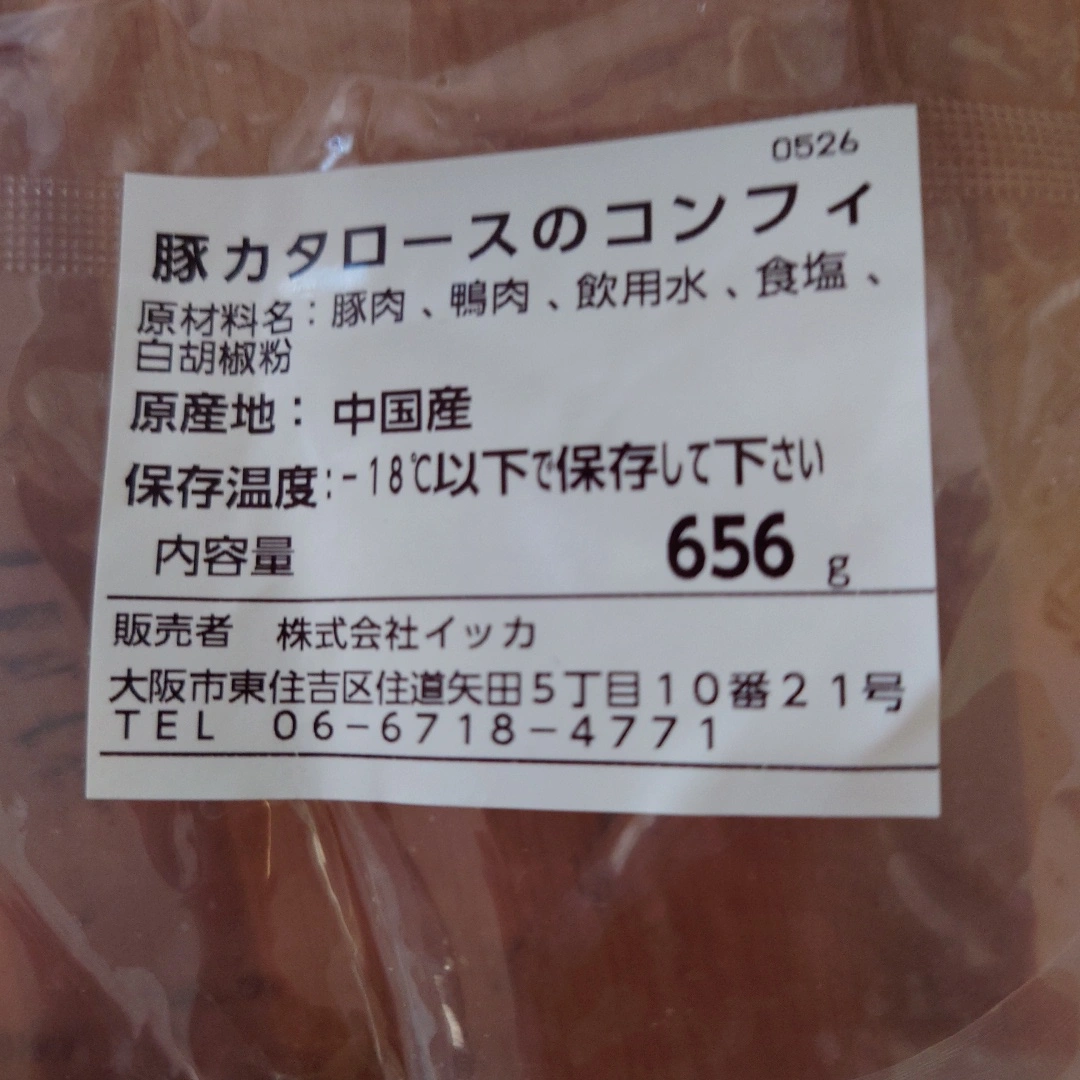 0526
豚カタロースのコンフィ
原材料名：豚肉、鴨肉、飲用水、食塩、
白胡椒粉
原産地：中国産
保存温度:-18℃以下で保存して下さい
内容量 656 g
販売者 株式会社イッカ
大阪市東住吉区住道矢田５丁目１０番２１号
ＴＥＬ ０６－６７１８－４７７１